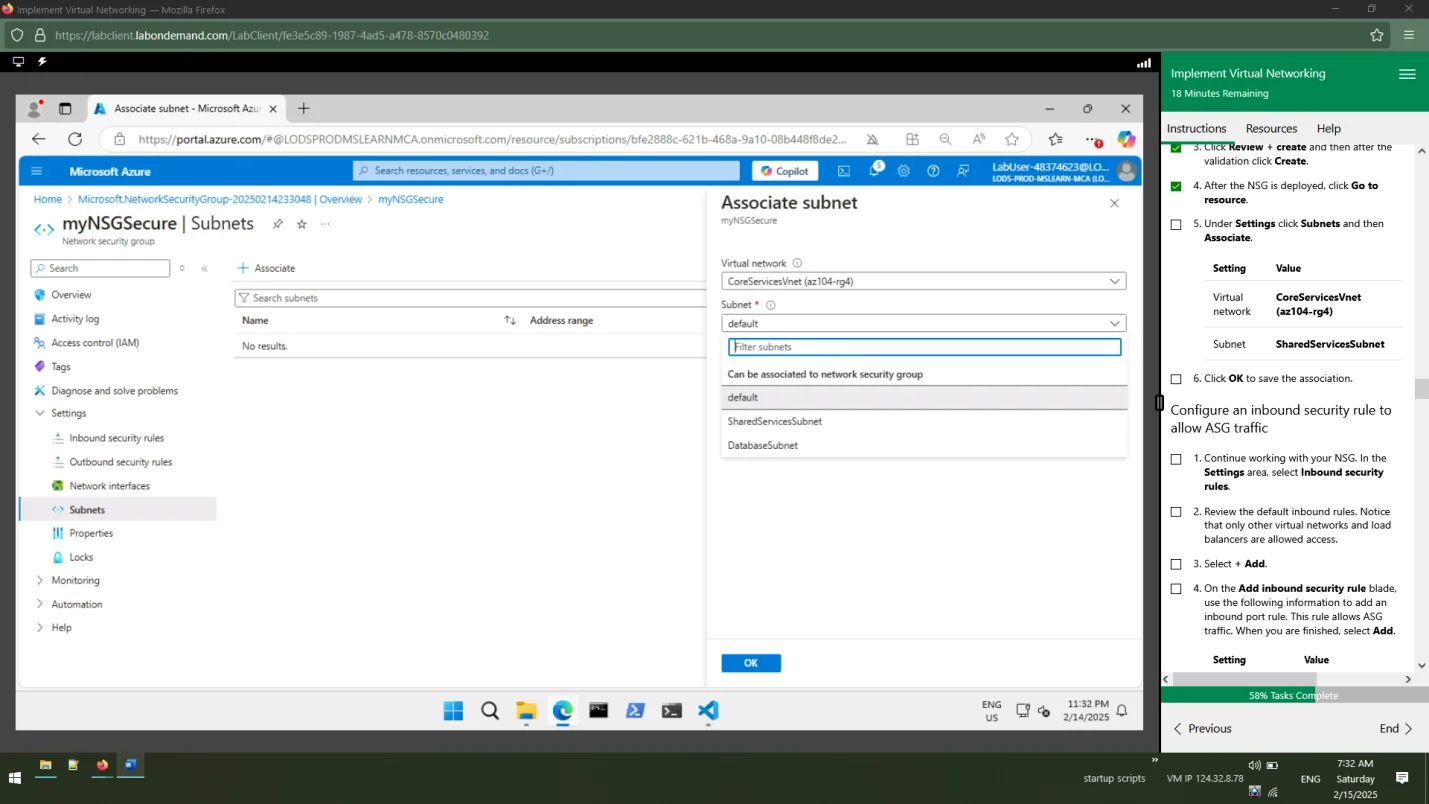 Implement Virtual Networking — Mozilla Firefox
https://labclient.labondemand.com/LabClient/fe3e5c89-1987-4ad5-a478-8570c0480392
Associate subnet - Microsoft Azu
https://portal.azure.com/#@LODSPRODMSLEARNMCA.onmicrosoft.com/resource/subscriptions/bfe2888c-621b-468a-9a10-08b448f8de2...
Microsoft Azure
Search resources, services, and docs (G+/)
Copilot
5
LabUser-48374623@LO...
LODS-PROD-MSLEARN-MCA (LO...
Home > Microsoft.NetworkSecurityGroup-20250214233048 | Overview > myNSGSecure
myNSGSecure | Subnets
...
Network security group
Search
Overview
Activity log
Access control (IAM)
Tags
Diagnose and solve problems
Settings
Inbound security rules
Outbound security rules
Network interfaces
Subnets
Properties
Locks
Monitoring
Automation
Help
+ Associate
Search subnets
Name
Address range
No results.
Associate subnet
myNSGSecure
Virtual network
CoreServicesVnet (az104-rg4)
Subnet *
default
Filter subnets
Can be associated to network security group
default
SharedServicesSubnet
DatabaseSubnet
OK
ENG
US
11:32 PM
2/14/2025
Implement Virtual Networking
18 Minutes Remaining
Instructions
Resources
Help
3. Click Review + create and then after the
validation click Create.
4. After the NSG is deployed, click Go to
resource.
5. Under Settings click Subnets and then
Associate.
Setting Value
Virtual network CoreServicesVnet (az104-rg4)
Subnet SharedServicesSubnet
6. Click OK to save the association.
Configure an inbound security rule to
allow ASG traffic
1. Continue working with your NSG. In the
Settings area, select Inbound security
rules.
2. Review the default inbound rules. Notice
that only other virtual networks and load
balancers are allowed access.
3. Select + Add.
4. On the Add inbound security rule blade,
use the following information to add an
inbound port rule. This rule allows ASG
traffic. When you are finished, select Add.
Setting Value
58% Tasks Complete
Previous
End
startup scripts
VM IP 124.32.8.78
ENG
7:32 AM
Saturday
2/15/2025